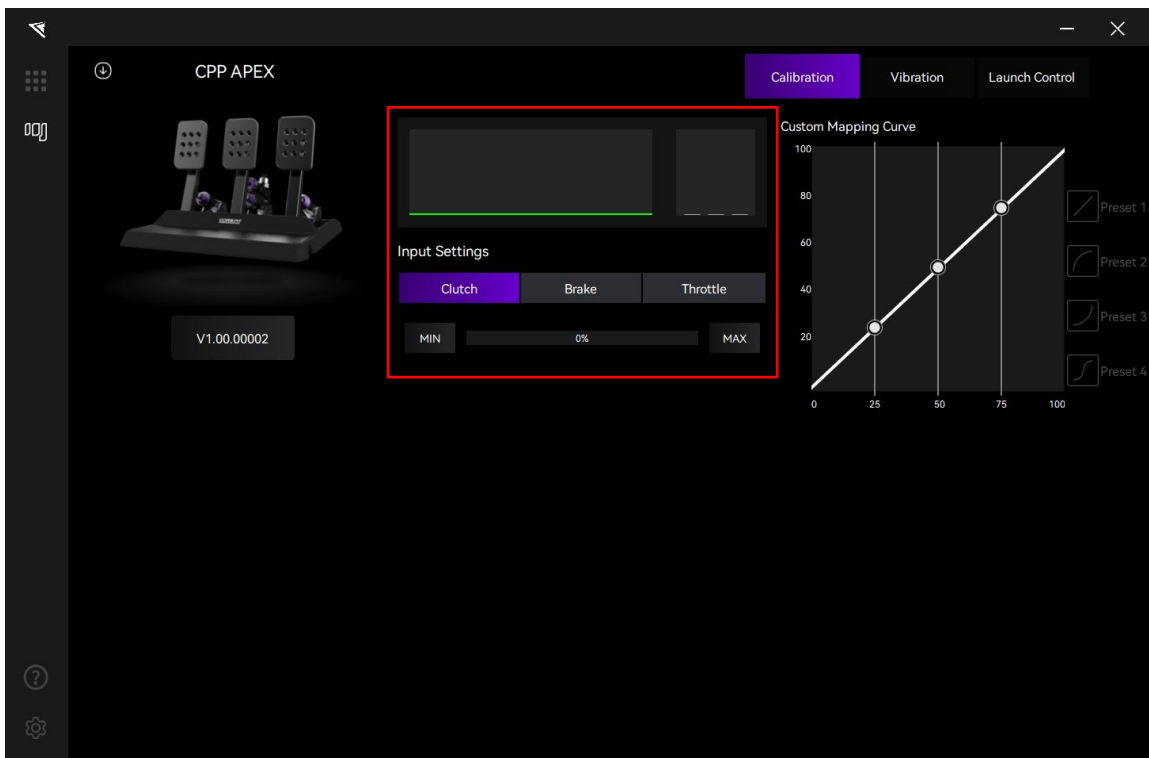 CPP APEX
Calibration
Vibration
Launch Control
V1.00.00002
Input Settings
Clutch
Brake
Throttle
MIN
0%
MAX
Custom Mapping Curve
100
80
60
40
20
0
25
50
75
100
Preset 1
Preset 2
Preset 3
Preset 4